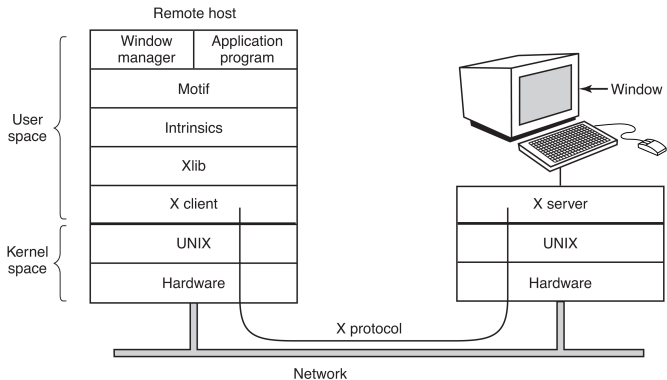 Remote host
Window
manager
Application
program
Motif
Intrinsics
Xlib
X client
UNIX
Hardware
User
space
Kernel
space
Window
X server
UNIX
Hardware
X protocol
Network